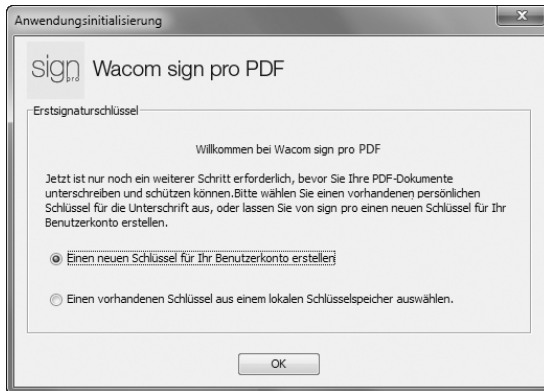 Anwendungsinitialisierung
sign pro Wacom sign pro PDF
Erstsignaturschlüssel
Willkommen bei Wacom sign pro PDF
Jetzt ist nur noch ein weiterer Schritt erforderlich, bevor Sie Ihre PDF-Dokumente
unterschreiben und schützen können.Bitte wählen Sie einen vorhandenen persönlichen
Schlüssel für die Unterschrift aus, oder lassen Sie von sign pro einen neuen Schlüssel für Ihr
Benutzerkonto erstellen.
Einen neuen Schlüssel für Ihr Benutzerkonto erstellen
Einen vorhandenen Schlüssel aus einem lokalen Schlüsselspeicher auswählen.
OK